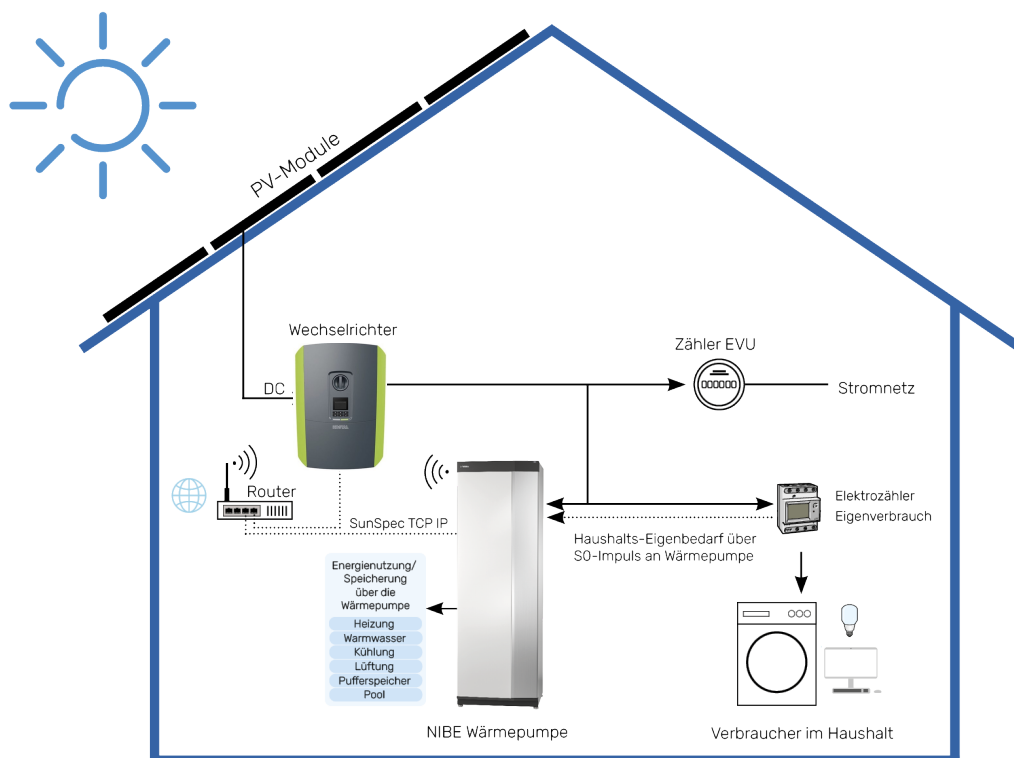 PV-Module
Wechselrichter
DC
Zähler EVU
Stromnetz
Router
SunSpec TCP IP
Elektrozähler
Eigenverbrauch
Haushalts-Eigenbedarf über
S0-Impuls an Wärmepumpe
Energienutzung/
Speicherung
über die
Wärmepumpe
Heizung
Warmwasser
Kühlung
Lüftung
Pufferspeicher
Pool
NIBE Wärmepumpe
Verbraucher im Haushalt